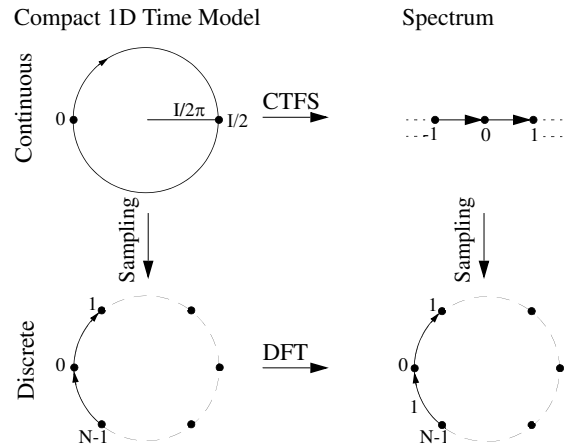 Compact 1D Time Model
Spectrum
Continuous
0
I/2π
I/2
CTFS
-1
0
1
Sampling
Sampling
Discrete
1
0
N-1
DFT
1
0
1
N-1